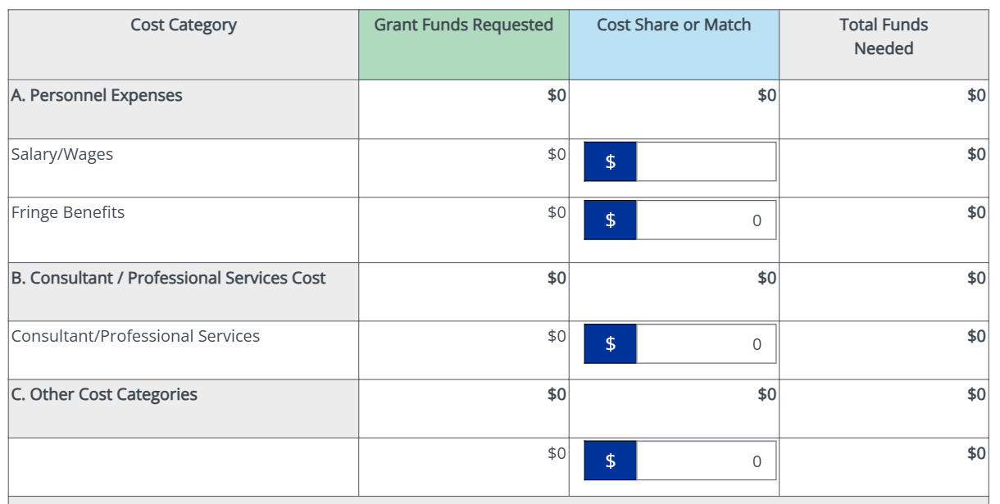 Cost Category Grant Funds Requested Cost Share or Match Total Funds
Needed
A. Personnel Expenses $0 $0 $0
Salary/Wages $0 $ $0
Fringe Benefits $0 $ 0 $0
B. Consultant / Professional Services Cost $0 $0 $0
Consultant/Professional Services $0 $ 0 $0
C. Other Cost Categories $0 $0 $0
$0 $ 0 $0